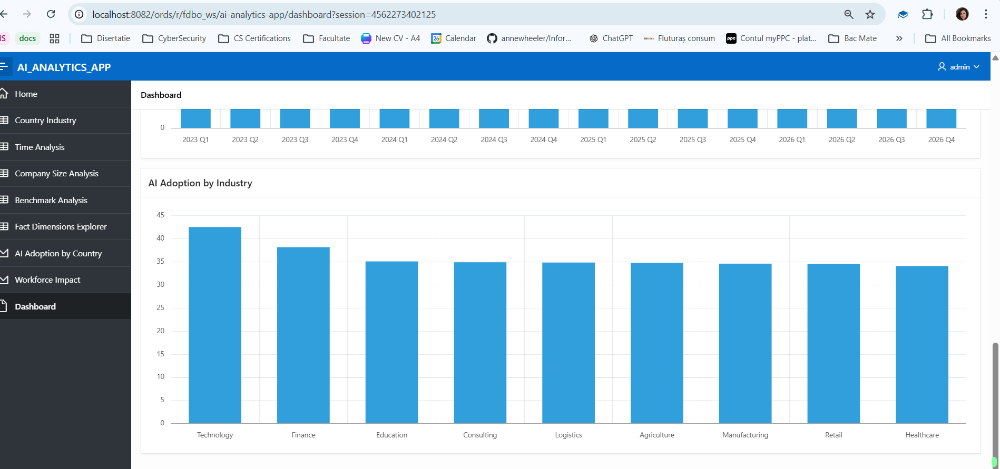 localhost:8082/ords/r/fdbo_ws/ai-analytics-app/dashboard?session=4562273402125
IS docs Disertatie CyberSecurity CS Certifications Facultate New CV - A4 26 Calendar annewheeler/Infor... ChatGPT Fluturaș consum ppc Contul myPPC - plat... Bac Mate » All Bookmarks
AI_ANALYTICS_APP
admin
Home
Country Industry
Time Analysis
Company Size Analysis
Benchmark Analysis
Fact Dimensions Explorer
AI Adoption by Country
Workforce Impact
Dashboard
Dashboard
0
2023 Q1 2023 Q2 2023 Q3 2023 Q4 2024 Q1 2024 Q2 2024 Q3 2024 Q4 2025 Q1 2025 Q2 2025 Q3 2025 Q4 2026 Q1 2026 Q2 2026 Q3 2026 Q4
AI Adoption by Industry
45
40
35
30
25
20
15
10
5
0
Technology Finance Education Consulting Logistics Agriculture Manufacturing Retail Healthcare